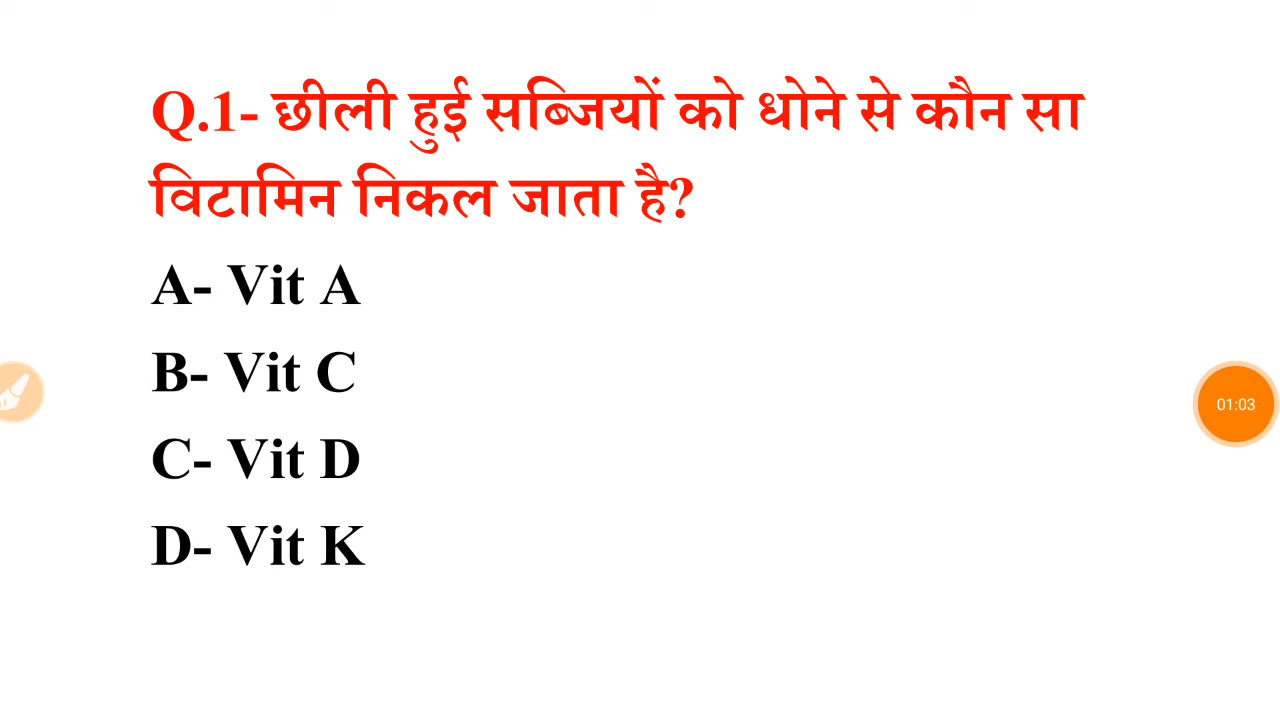 Q.1- छीली हुई सब्जियों को धोने से कौन सा
विटामिन निकल जाता है?
A- Vit A
B- Vit C
C- Vit D
D- Vit K
01:03